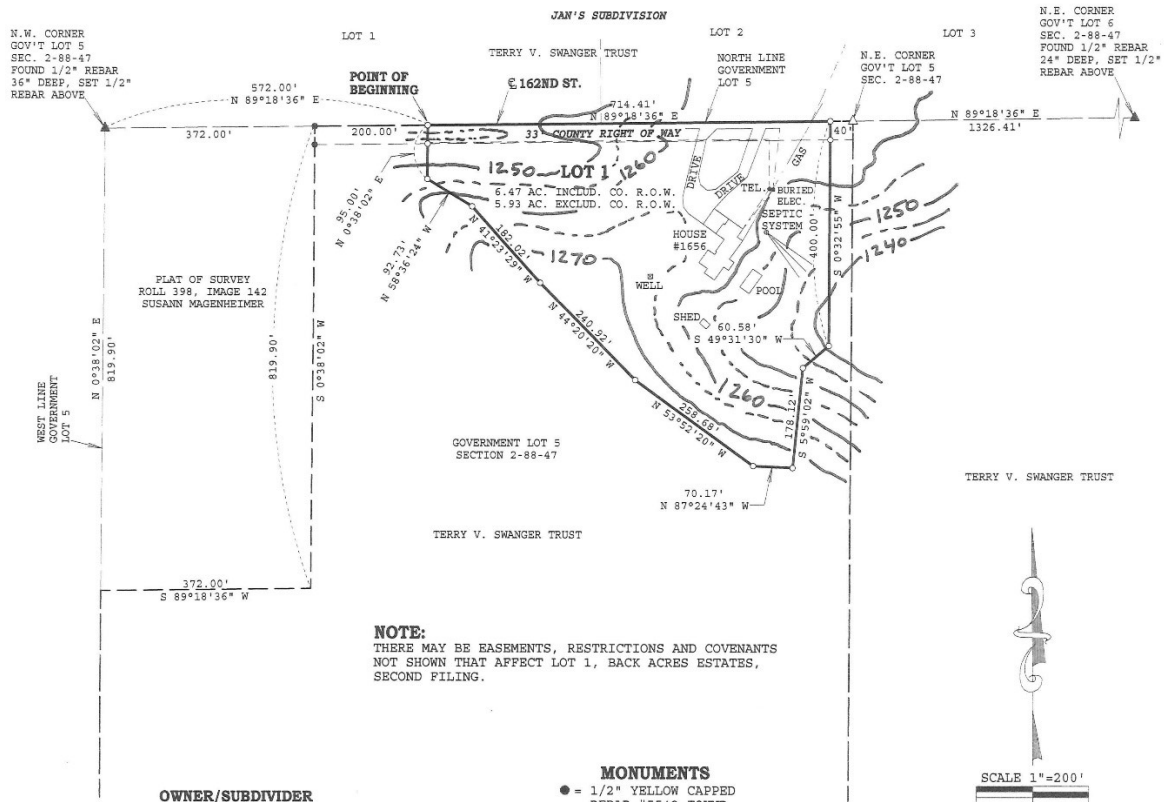 JAN'S SUBDIVISION
N.W. CORNER
GOV'T LOT 5
SEC. 2-88-47
FOUND 1/2" REBAR
36" DEEP, SET 1/2"
REBAR ABOVE
LOT 1
LOT 2
LOT 3
N.E. CORNER
GOV'T LOT 6
SEC. 2-88-47
FOUND 1/2" REBAR
24" DEEP, SET 1/2"
REBAR ABOVE
TERRY V. SWANGER TRUST
NORTH LINE
GOVERNMENT
LOT 5
N.E. CORNER
GOV'T LOT 5
SEC. 2-88-47
572.00'
N 89°18'36" E
POINT OF
BEGINNING
℄ 162ND ST.
714.41'
N 89°18'36" E
N 89°18'36" E
1326.41'
372.00'
200.00'
33' COUNTY RIGHT OF WAY
40'
1250
LOT 1
1260
6.47 AC. INCLUD. CO. R.O.W.
5.93 AC. EXCLUD. CO. R.O.W.
DRIVE
DRIVE
GAS
TEL.
BURIED
ELEC.
SEPTIC
SYSTEM
HOUSE
#1656
400.00'
S 0°32'55" W
1250
1240
95.00'
N 0°38'02" E
92.73'
N 58°36'24" W
182.02'
N 41°23'29" W
1270
WELL
POOL
SHED
60.58'
S 49°31'30" W
PLAT OF SURVEY
ROLL 398, IMAGE 142
SUSANN MAGENHEIMER
N 0°38'02" E
819.90'
819.90'
S 0°38'02" W
240.92'
N 44°20'20" W
1260
WEST LINE
GOVERNMENT
LOT 5
258.68'
N 53°52'20" W
178.12'
S 5°59'02" W
GOVERNMENT LOT 5
SECTION 2-88-47
70.17'
N 87°24'43" W
TERRY V. SWANGER TRUST
TERRY V. SWANGER TRUST
372.00'
S 89°18'36" W
NOTE:
THERE MAY BE EASEMENTS, RESTRICTIONS AND COVENANTS
NOT SHOWN THAT AFFECT LOT 1, BACK ACRES ESTATES,
SECOND FILING.
SCALE 1"=200'
OWNER/SUBDIVIDER
MONUMENTS
● = 1/2" YELLOW CAPPED
REBAR